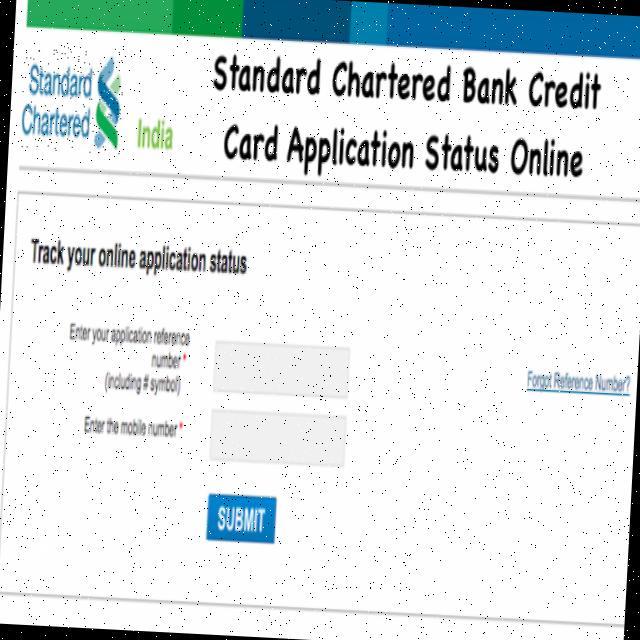 Standard Chartered Bank Credit
Card Application Status Online
Standard
Chartered
India
Track your online application status
Enter your application reference
number *
(including # symbol)
Forgot Reference Number?
Enter the mobile number *
SUBMIT